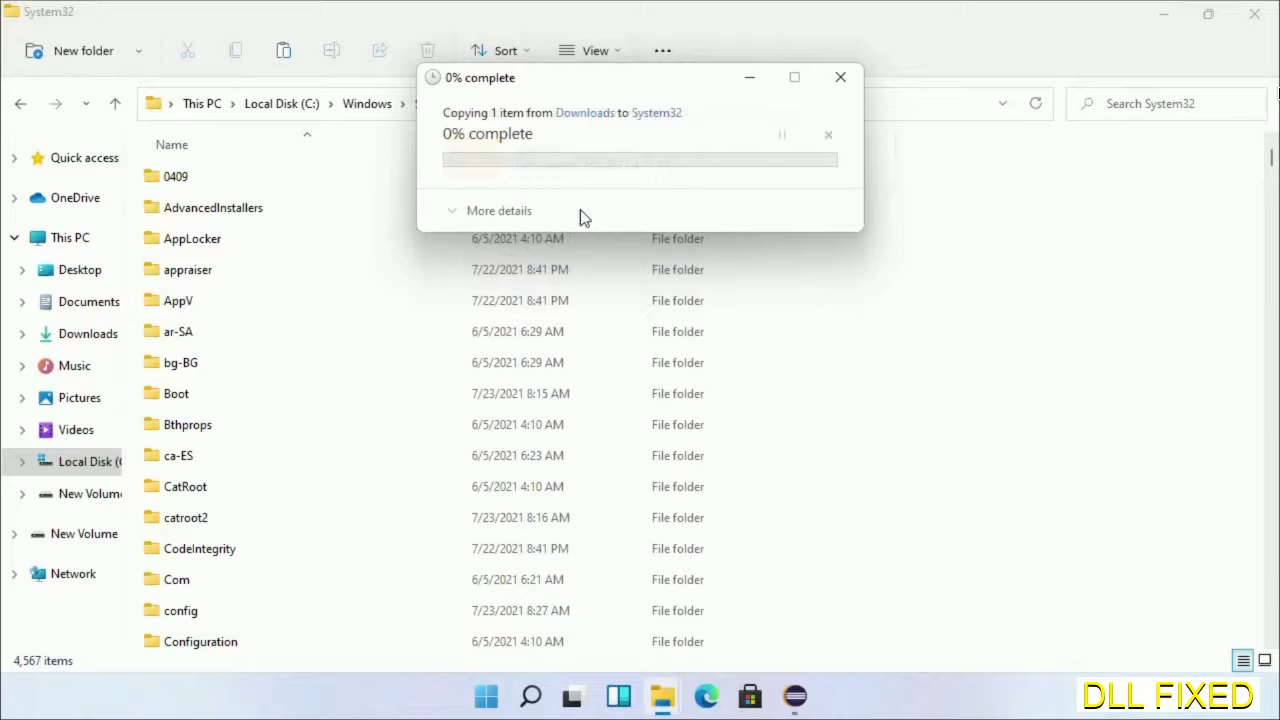 System32
New folder
Sort
View
This PC
Local Disk (C:)
Windows
Search System32
0% complete
Copying 1 item from Downloads to System32
0% complete
More details
Name
Quick access
OneDrive
This PC
Desktop
Documents
Downloads
Music
Pictures
Videos
Local Disk (
New Volum
New Volume
Network
0409
AdvancedInstallers
AppLocker 6/5/2021 4:10 AM File folder
appraiser 7/22/2021 8:41 PM File folder
AppV 7/22/2021 8:41 PM File folder
ar-SA 6/5/2021 6:29 AM File folder
bg-BG 6/5/2021 6:29 AM File folder
Boot 7/23/2021 8:15 AM File folder
Bthprops 6/5/2021 4:10 AM File folder
ca-ES 6/5/2021 6:23 AM File folder
CatRoot 6/5/2021 4:10 AM File folder
catroot2 7/23/2021 8:16 AM File folder
CodeIntegrity 7/22/2021 8:41 PM File folder
Com 6/5/2021 6:21 AM File folder
config 7/23/2021 8:27 AM File folder
Configuration 6/5/2021 4:10 AM File folder
4,567 items
DLL FIXED